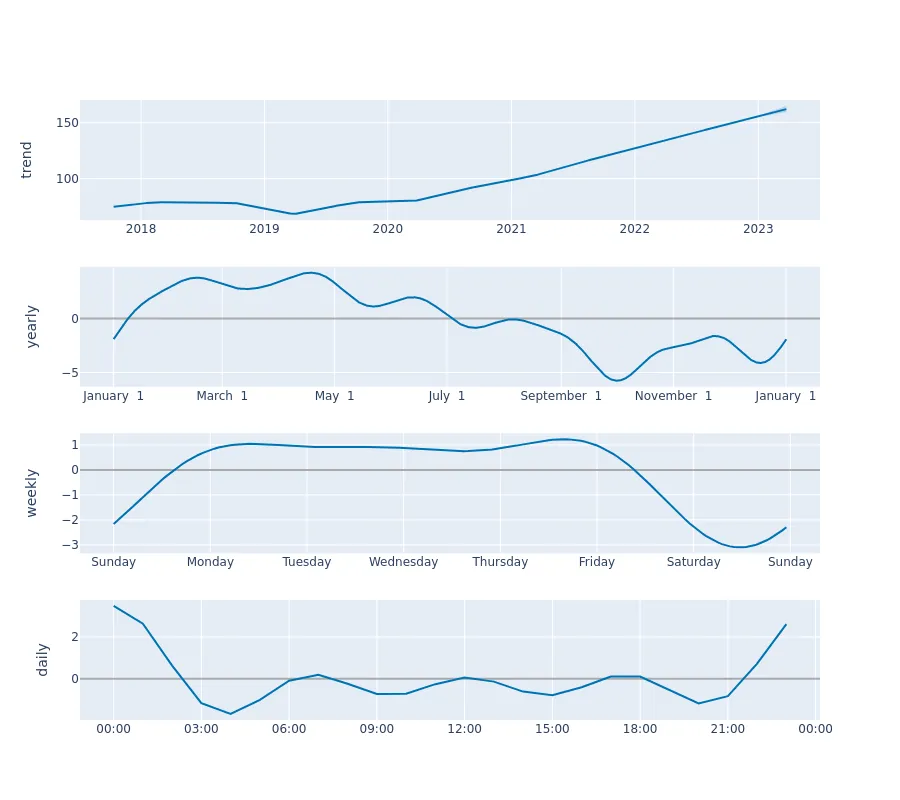 trend
150
100
2018 2019 2020 2021 2022 2023
yearly
0
−5
January 1 March 1 May 1 July 1 September 1 November 1 January 1
weekly
1
0
−1
−2
−3
Sunday Monday Tuesday Wednesday Thursday Friday Saturday Sunday
daily
2
0
00:00 03:00 06:00 09:00 12:00 15:00 18:00 21:00 00:00